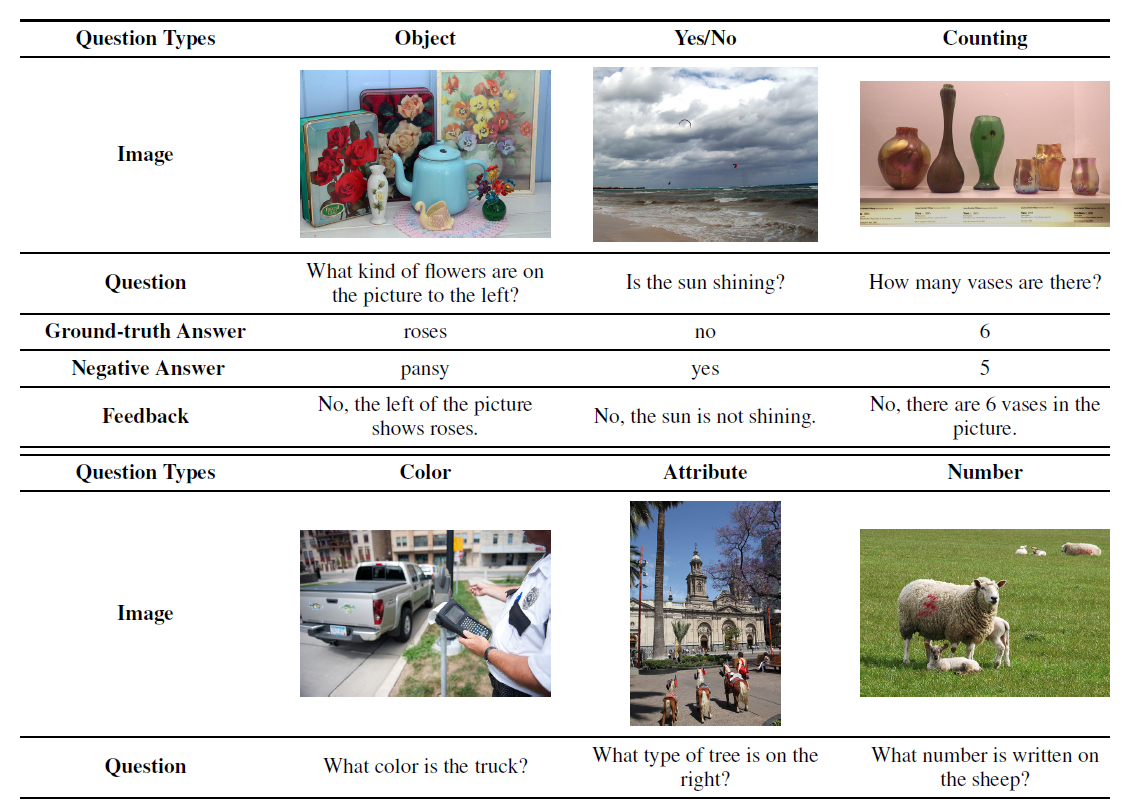 Question Types Object Yes/No Counting
Image
Question
What kind of flowers are on
the picture to the left?
Is the sun shining?
How many vases are there?
Ground-truth Answer roses no 6
Negative Answer pansy yes 5
Feedback
No, the left of the picture
shows roses.
No, the sun is not shining.
No, there are 6 vases in the
picture.
Question Types Color Attribute Number
Image
Question
What color is the truck?
What type of tree is on the
right?
What number is written on
the sheep?